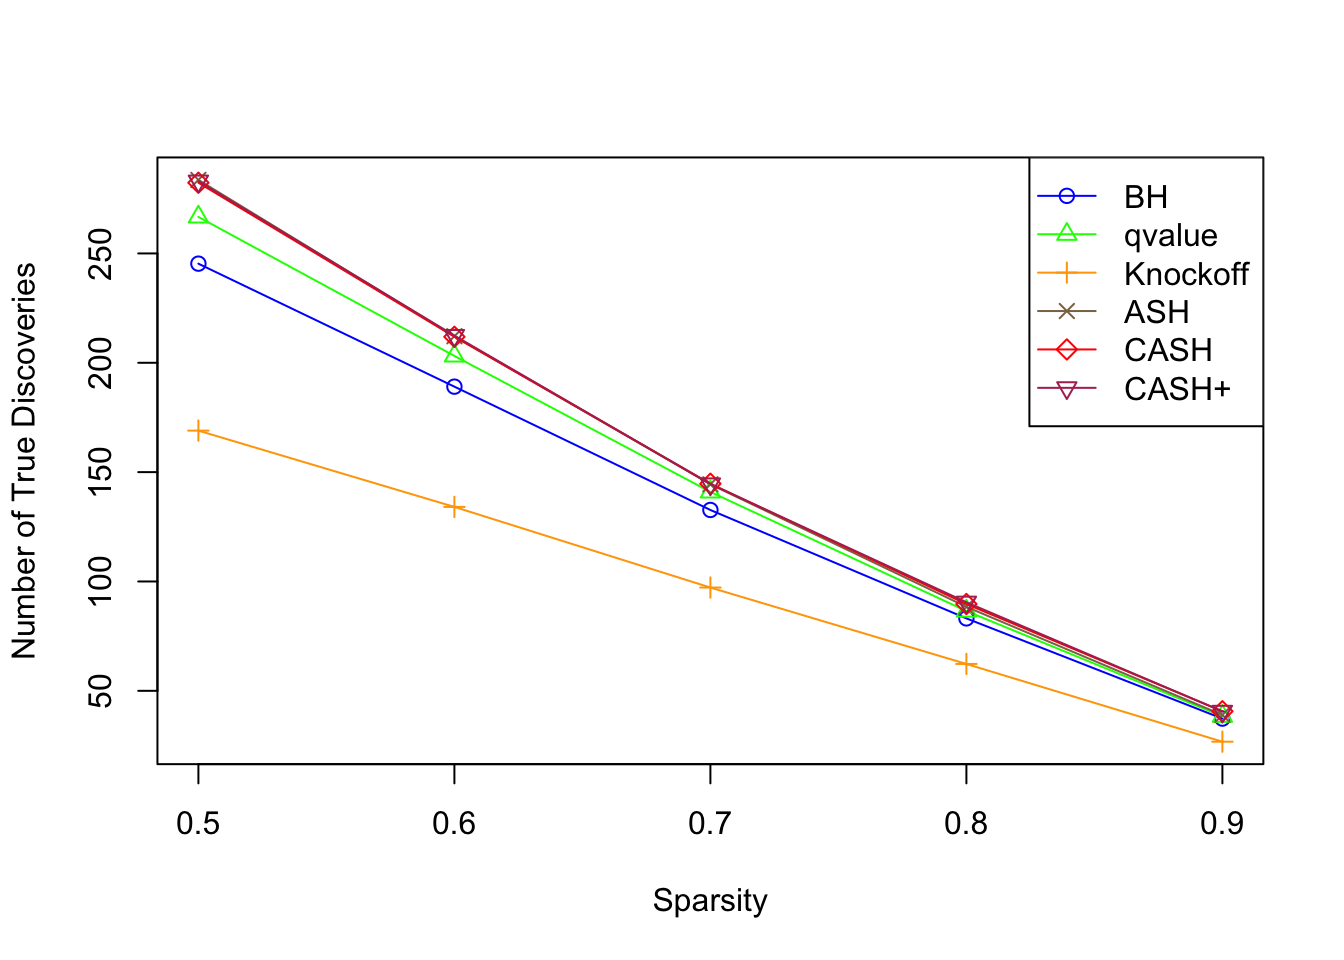 Number of True Discoveries
250
200
150
100
50
0.5 0.6 0.7 0.8 0.9
Sparsity
BH
qvalue
Knockoff
ASH
CASH
CASH+